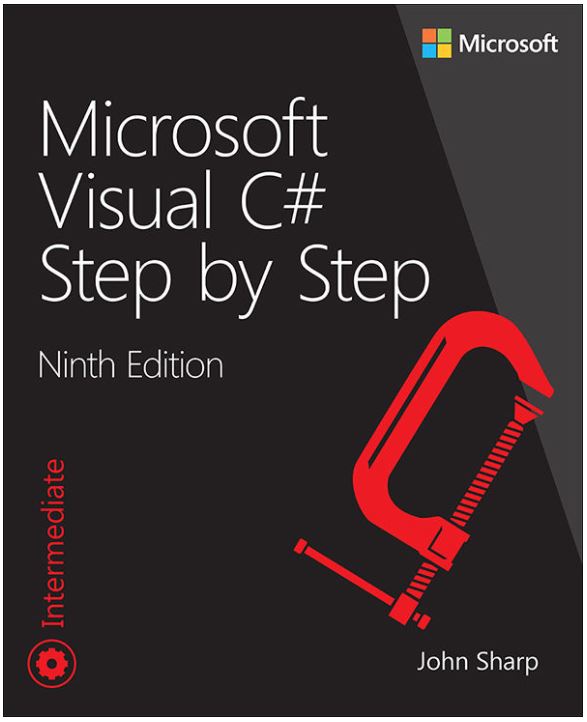 Microsoft
Microsoft
Visual C#
Step by Step
Ninth Edition
Intermediate
John Sharp